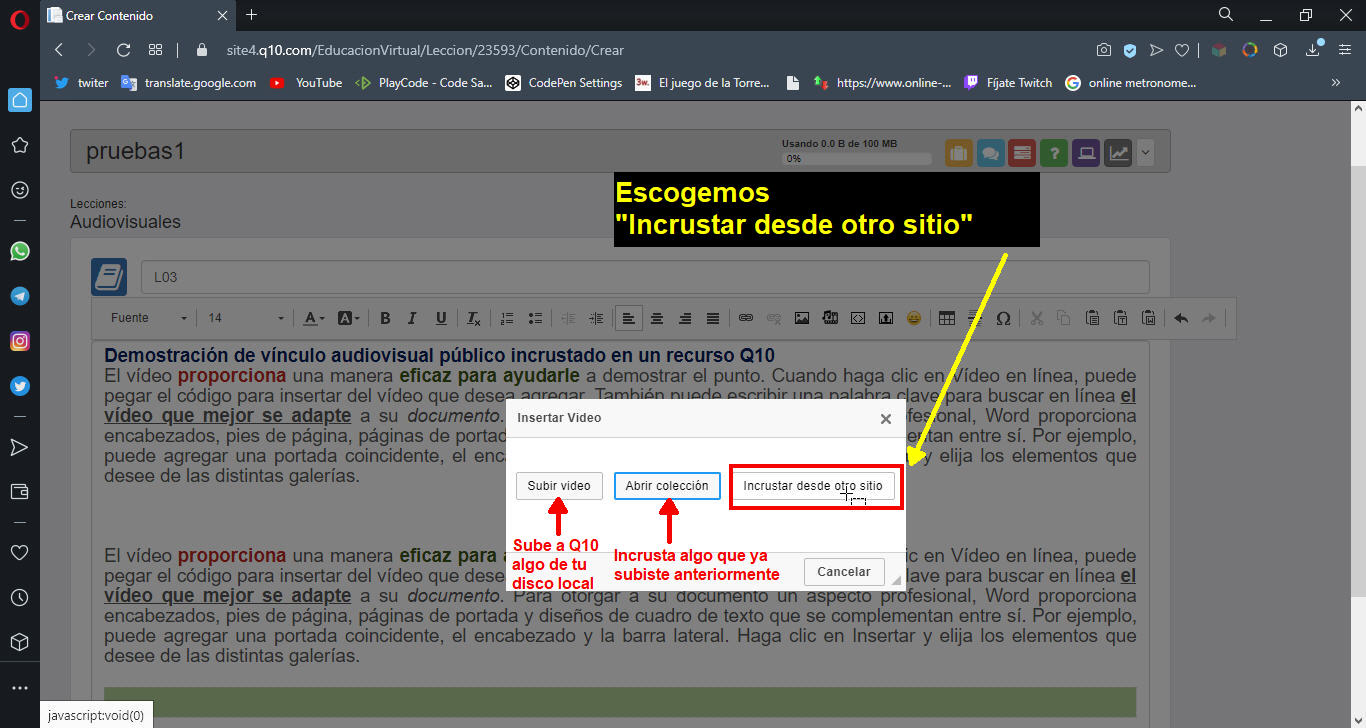 Crear Contenido
site4.q10.com/EducacionVirtual/Leccion/23593/Contenido/Crear
twiter translate.google.com YouTube PlayCode - Code Sa... CodePen Settings 3w. El juego de la Torre... https://www.online-... Fíjate Twitch online metronome... »
pruebas1
Usando 0.0 B de 100 MB
0%
Escogemos
"Incrustar desde otro sitio"
Lecciones:
Audiovisuales
L03
Fuente 14
Demostración de vínculo audiovisual público incrustado en un recurso Q10
El vídeo proporciona una manera eficaz para ayudarle a demostrar el punto. Cuando haga clic en Vídeo en línea, puede
pegar el código para insertar del vídeo que desea agregar. También puede escribir una palabra clave para buscar en línea el
vídeo que mejor se adapte a su documento. profesional, Word proporciona
encabezados, pies de página, páginas de portad entan entre sí. Por ejemplo,
puede agregar una portada coincidente, el enc y elija los elementos que
desee de las distintas galerías.
Insertar Video
Subir video Abrir colección Incrustar desde otro sitio
Sube a Q10
algo de tu
disco local
Incrusta algo que ya
subiste anteriormente
Cancelar
El vídeo proporciona una manera eficaz para a ic en Vídeo en línea, puede
pegar el código para insertar del vídeo que dese lave para buscar en línea el
vídeo que mejor se adapte a su documento. Para otorgar a su documento un aspecto profesional, Word proporciona
encabezados, pies de página, páginas de portada y diseños de cuadro de texto que se complementan entre sí. Por ejemplo,
puede agregar una portada coincidente, el encabezado y la barra lateral. Haga clic en Insertar y elija los elementos que
desee de las distintas galerías.
javascript:void(0)